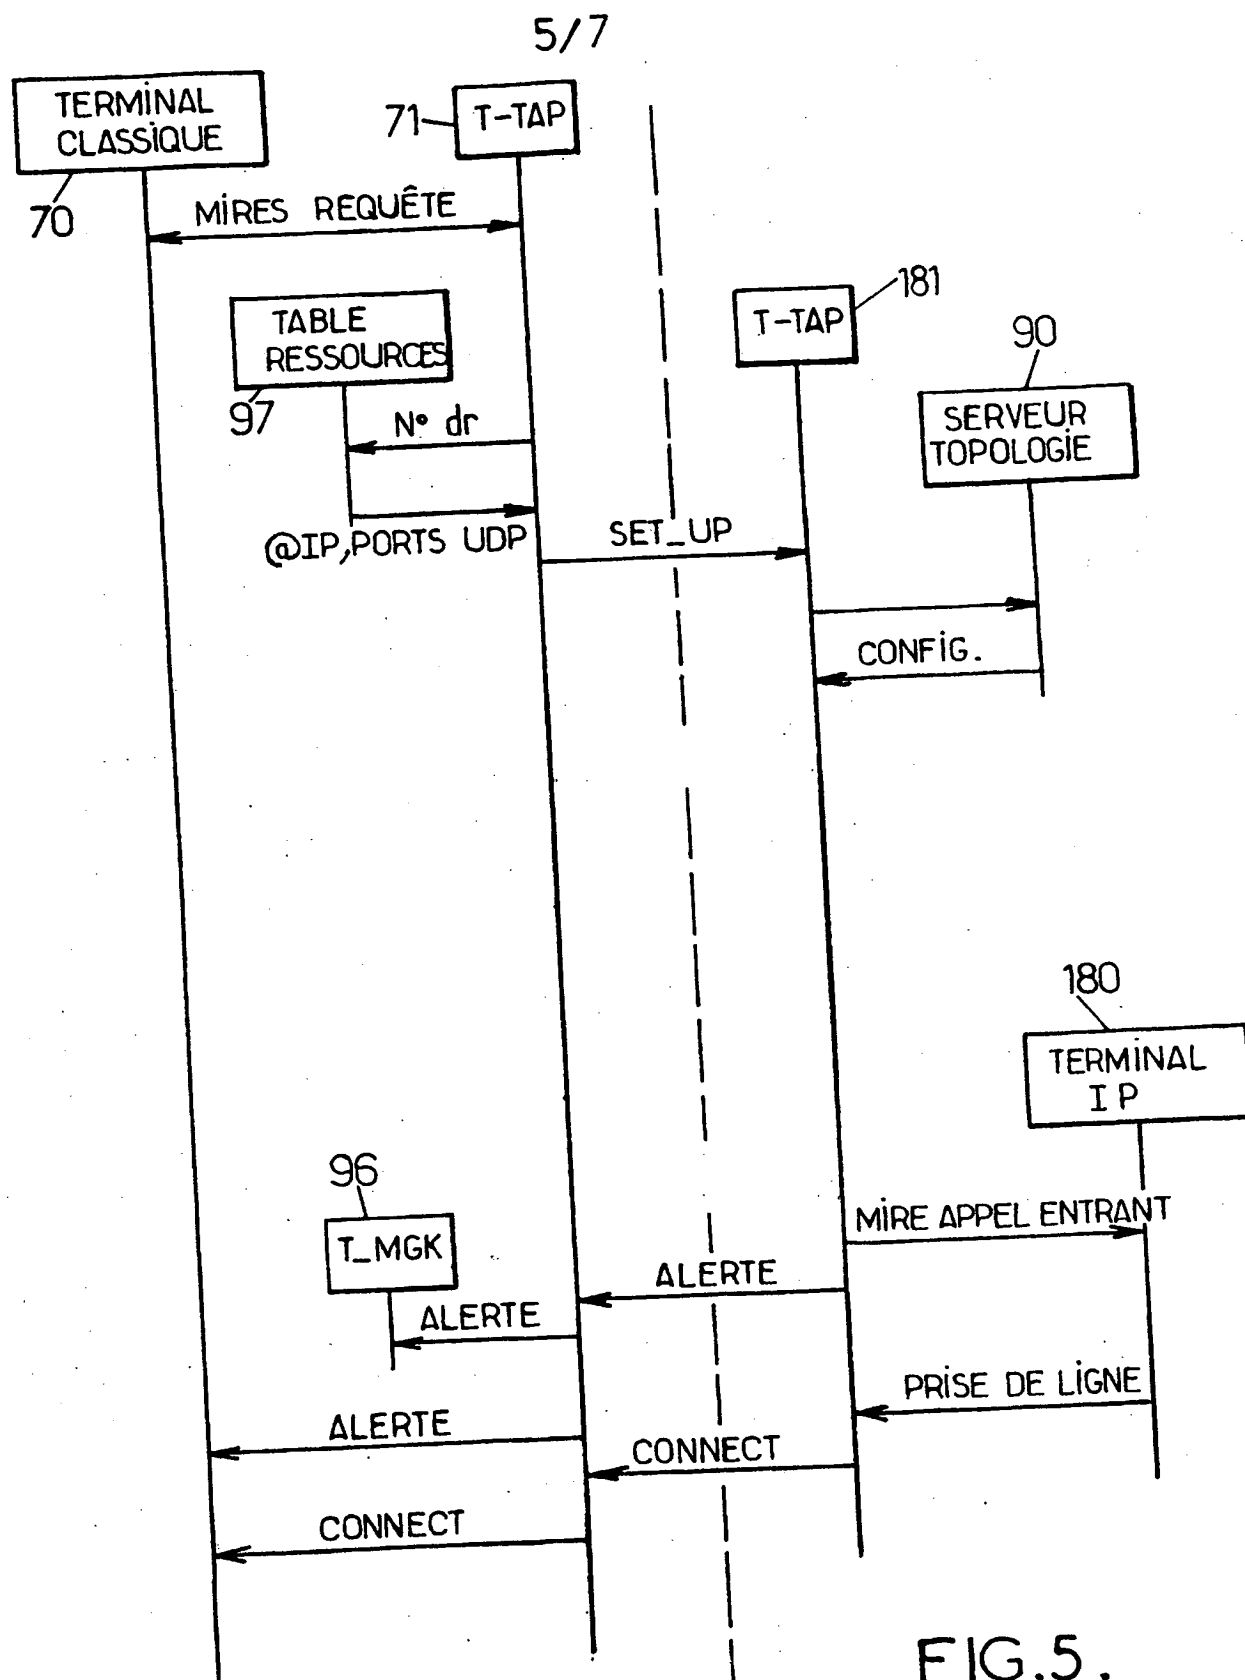 5/7
TERMINAL
CLASSIQUE
70
71
T-TAP
MIRES REQUÊTE
181
T-TAP
TABLE
RESSOURCES
97
90
SERVEUR
TOPOLOGIE
N° dr
@IP,PORTS UDP
SET_UP
CONFIG.
180
TERMINAL
IP
96
T_MGK
MIRE APPEL ENTRANT
ALERTE
ALERTE
PRISE DE LIGNE
ALERTE
CONNECT
CONNECT
FIG.5.